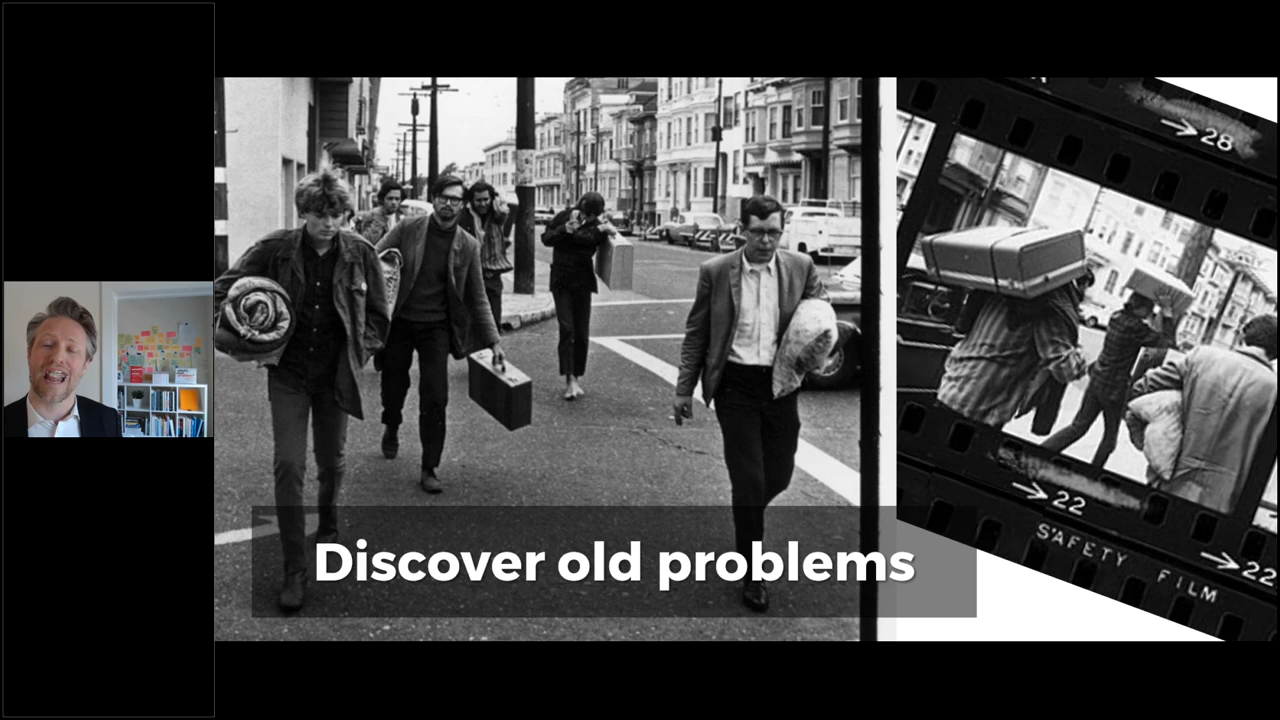 Discover old problems
→28
→22
SAFETY FILM
→22